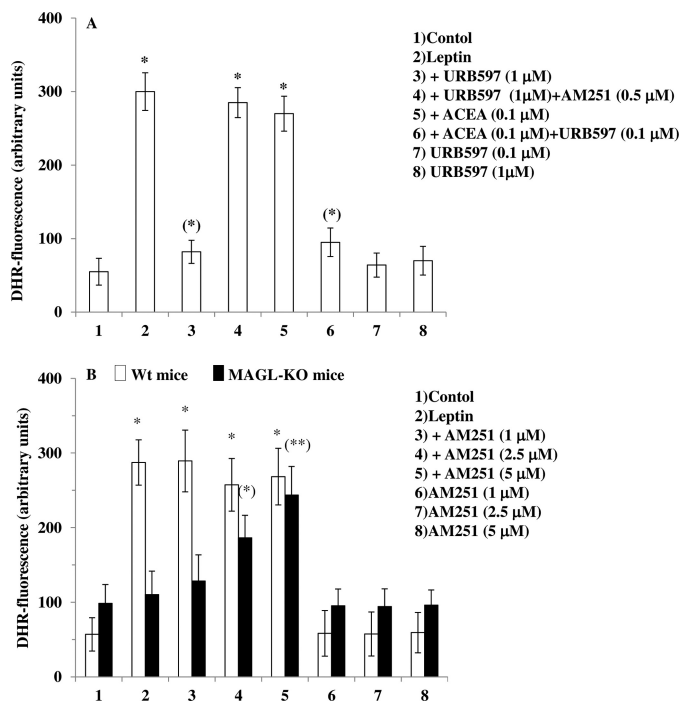 A
DHR-fluorescence (arbitrary units)
400
300
200
100
0
*
(*)
*
*
(*)
1 2 3 4 5 6 7 8
1)Contol
2)Leptin
3) + URB597 (1 μM)
4) + URB597 (1μM)+AM251 (0.5 μM)
5) + ACEA (0.1 μM)
6) + ACEA (0.1 μM)+URB597 (0.1 μM)
7) URB597 (0.1 μM)
8) URB597 (1μM)
B Wt mice MAGL-KO mice
DHR-fluorescence (arbitrary units)
400
300
200
100
0
*
*
*
(*)
*
(**)
1 2 3 4 5 6 7 8
1)Contol
2)Leptin
3) + AM251 (1 μM)
4) + AM251 (2.5 μM)
5) + AM251 (5 μM)
6)AM251 (1 μM)
7)AM251 (2.5 μM)
8)AM251 (5 μM)